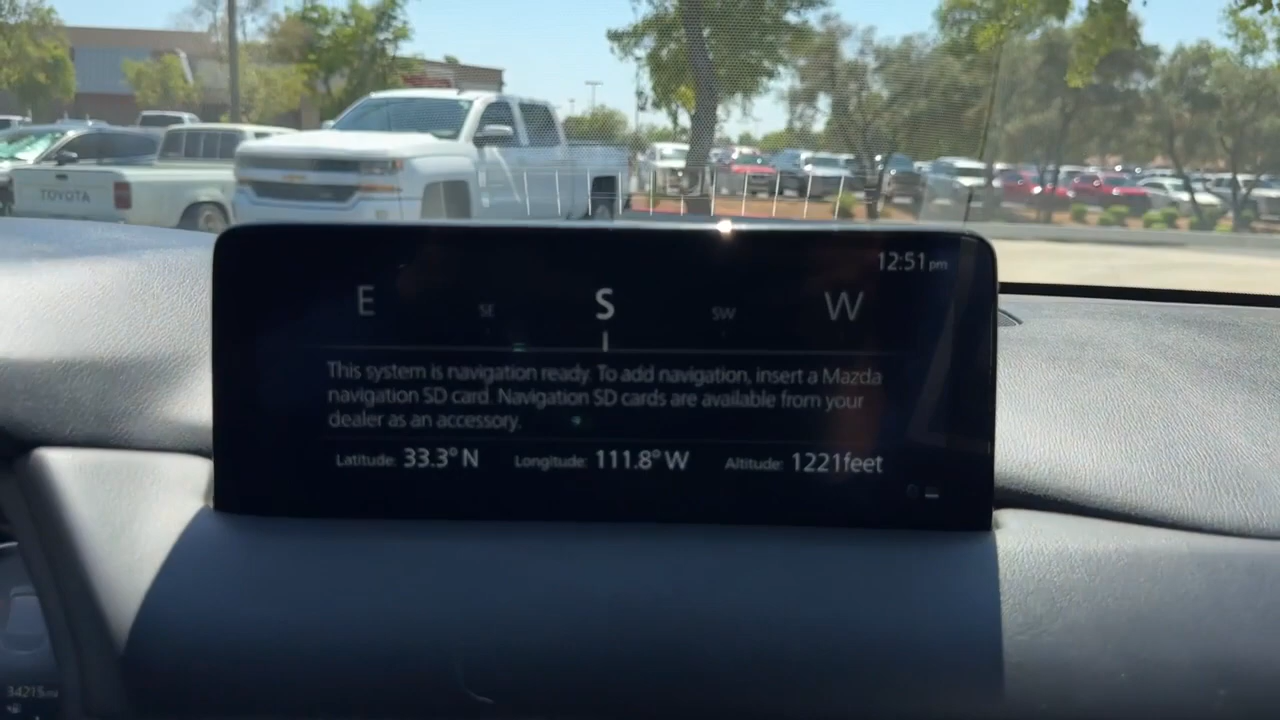 TOYOTA
12:51 pm
E SE S SW W
This system is navigation ready. To add navigation, insert a Mazda
navigation SD card. Navigation SD cards are available from your
dealer as an accessory.
Latitude: 33.3° N Longitude: 111.8° W Altitude: 1221feet
34215mi